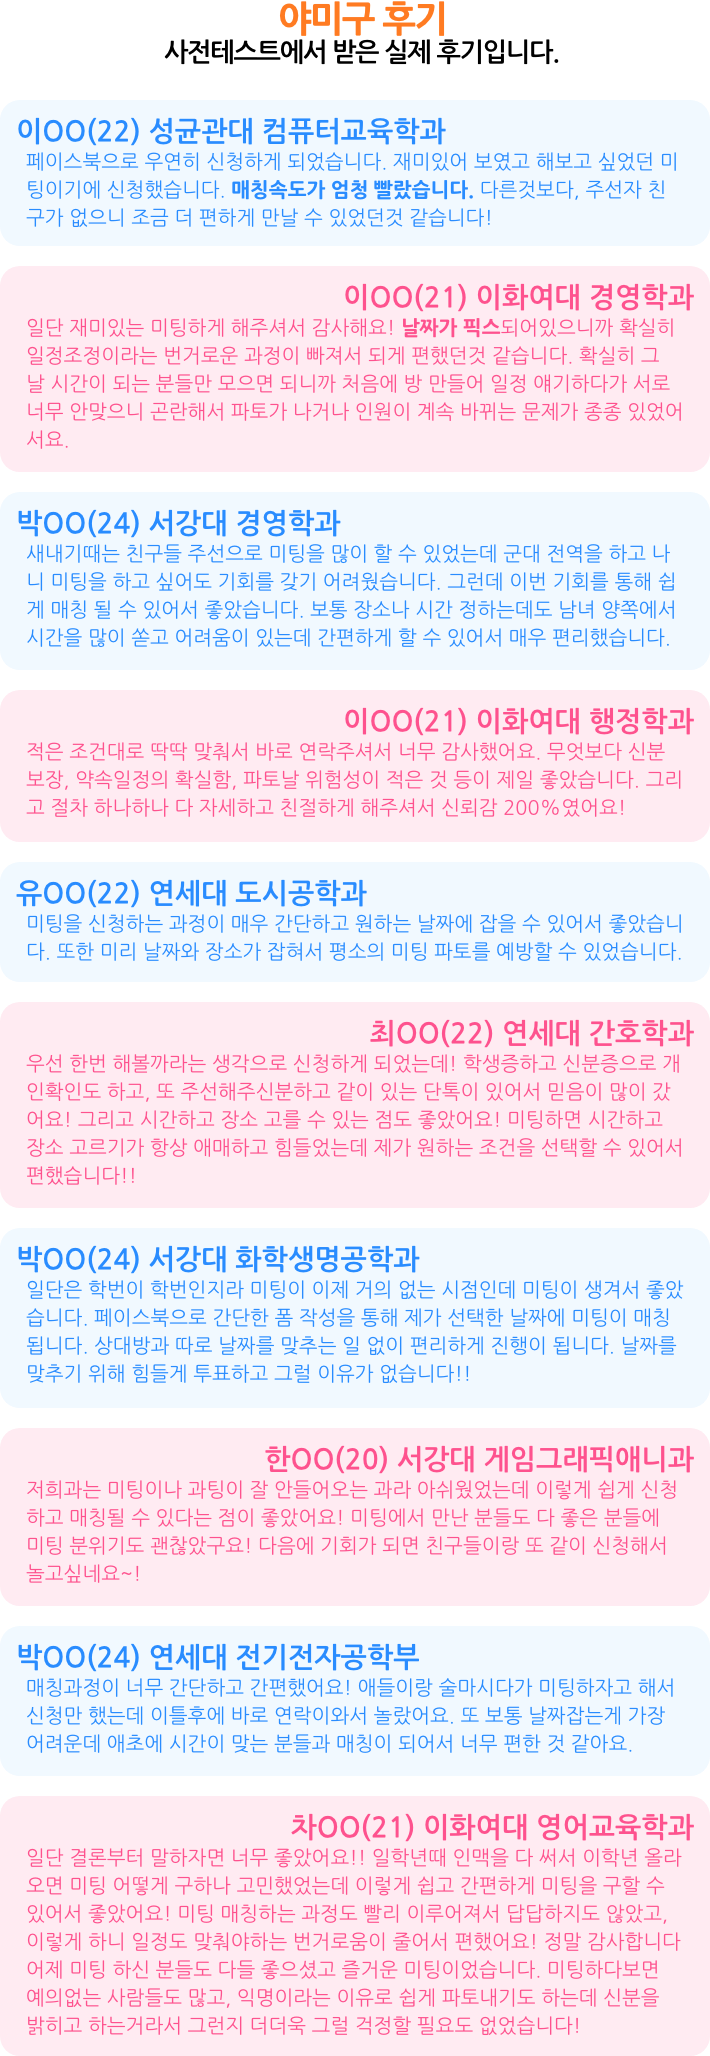 야미구 후기
사전테스트에서 받은 실제 후기입니다.
이OO(22) 성균관대 컴퓨터교육학과
페이스북으로 우연히 신청하게 되었습니다. 재미있어 보였고 해보고 싶었던 미
팅이기에 신청했습니다. 매칭속도가 엄청 빨랐습니다. 다른것보다, 주선자 친
구가 없으니 조금 더 편하게 만날 수 있었던것 같습니다!
이OO(21) 이화여대 경영학과
일단 재미있는 미팅하게 해주셔서 감사해요! 날짜가 픽스되어있으니까 확실히
일정조정이라는 번거로운 과정이 빠져서 되게 편했던것 같습니다. 확실히 그
날 시간이 되는 분들만 모으면 되니까 처음에 방 만들어 일정 얘기하다가 서로
너무 안맞으니 곤란해서 파토가 나거나 인원이 계속 바뀌는 문제가 종종 있었어
서요.
박OO(24) 서강대 경영학과
새내기때는 친구들 주선으로 미팅을 많이 할 수 있었는데 군대 전역을 하고 나
니 미팅을 하고 싶어도 기회를 갖기 어려웠습니다. 그런데 이번 기회를 통해 쉽
게 매칭 될 수 있어서 좋았습니다. 보통 장소나 시간 정하는데도 남녀 양쪽에서
시간을 많이 쏟고 어려움이 있는데 간편하게 할 수 있어서 매우 편리했습니다.
이OO(21) 이화여대 행정학과
적은 조건대로 딱딱 맞춰서 바로 연락주셔서 너무 감사했어요. 무엇보다 신분
보장, 약속일정의 확실함, 파토날 위험성이 적은 것 등이 제일 좋았습니다. 그리
고 절차 하나하나 다 자세하고 친절하게 해주셔서 신뢰감 200%였어요!
유OO(22) 연세대 도시공학과
미팅을 신청하는 과정이 매우 간단하고 원하는 날짜에 잡을 수 있어서 좋았습니
다. 또한 미리 날짜와 장소가 잡혀서 평소의 미팅 파토를 예방할 수 있었습니다.
최OO(22) 연세대 간호학과
우선 한번 해볼까라는 생각으로 신청하게 되었는데! 학생증하고 신분증으로 개
인확인도 하고, 또 주선해주신분하고 같이 있는 단톡이 있어서 믿음이 많이 갔
어요! 그리고 시간하고 장소 고를 수 있는 점도 좋았어요! 미팅하면 시간하고
장소 고르기가 항상 애매하고 힘들었는데 제가 원하는 조건을 선택할 수 있어서
편했습니다!!
박OO(24) 서강대 화학생명공학과
일단은 학번이 학번인지라 미팅이 이제 거의 없는 시점인데 미팅이 생겨서 좋았
습니다. 페이스북으로 간단한 폼 작성을 통해 제가 선택한 날짜에 미팅이 매칭
됩니다. 상대방과 따로 날짜를 맞추는 일 없이 편리하게 진행이 됩니다. 날짜를
맞추기 위해 힘들게 투표하고 그럴 이유가 없습니다!!
한OO(20) 서강대 게임그래픽애니과
저희과는 미팅이나 과팅이 잘 안들어오는 과라 아쉬웠었는데 이렇게 쉽게 신청
하고 매칭될 수 있다는 점이 좋았어요! 미팅에서 만난 분들도 다 좋은 분들에
미팅 분위기도 괜찮았구요! 다음에 기회가 되면 친구들이랑 또 같이 신청해서
놀고싶네요~!
박OO(24) 연세대 전기전자공학부
매칭과정이 너무 간단하고 간편했어요! 애들이랑 술마시다가 미팅하자고 해서
신청만 했는데 이틀후에 바로 연락이와서 놀랐어요. 또 보통 날짜잡는게 가장
어려운데 애초에 시간이 맞는 분들과 매칭이 되어서 너무 편한 것 같아요.
차OO(21) 이화여대 영어교육학과
일단 결론부터 말하자면 너무 좋았어요!! 일학년때 인맥을 다 써서 이학년 올라
오면 미팅 어떻게 구하나 고민했었는데 이렇게 쉽고 간편하게 미팅을 구할 수
있어서 좋았어요! 미팅 매칭하는 과정도 빨리 이루어져서 답답하지도 않았고,
이렇게 하니 일정도 맞춰야하는 번거로움이 줄어서 편했어요! 정말 감사합니다
어제 미팅 하신 분들도 다들 좋으셨고 즐거운 미팅이었습니다. 미팅하다보면
예의없는 사람들도 많고, 익명이라는 이유로 쉽게 파토내기도 하는데 신분을
밝히고 하는거라서 그런지 더더욱 그럴 걱정할 필요도 없었습니다!